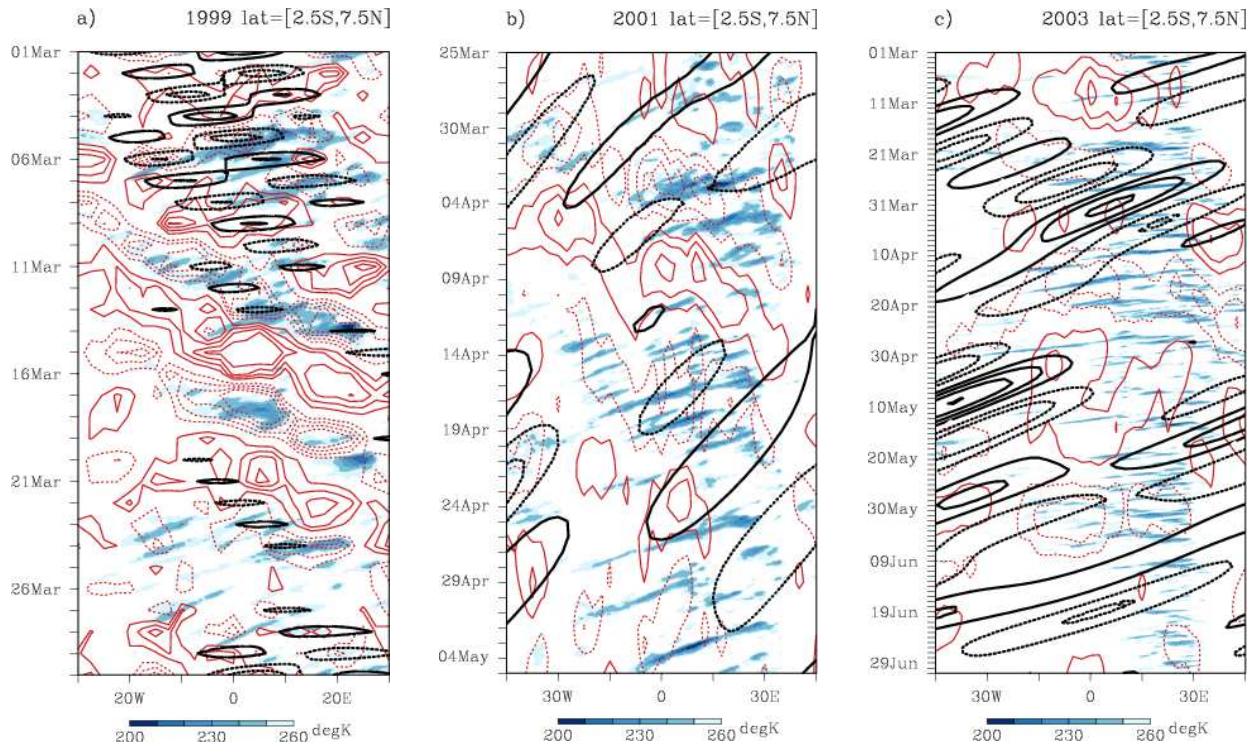 a) 1999 lat=[2.5S,7.5N]
01Mar
06Mar
11Mar
16Mar
21Mar
26Mar
20W 0 20E
200 230 260 degK
b) 2001 lat=[2.5S,7.5N]
25Mar
30Mar
04Apr
09Apr
14Apr
19Apr
24Apr
29Apr
04May
30W 0 30E
200 230 260 degK
c) 2003 lat=[2.5S,7.5N]
01Mar
11Mar
21Mar
31Mar
10Apr
20Apr
30Apr
10May
20May
30May
09Jun
19Jun
29Jun
30W 0 30E
200 230 260 degK